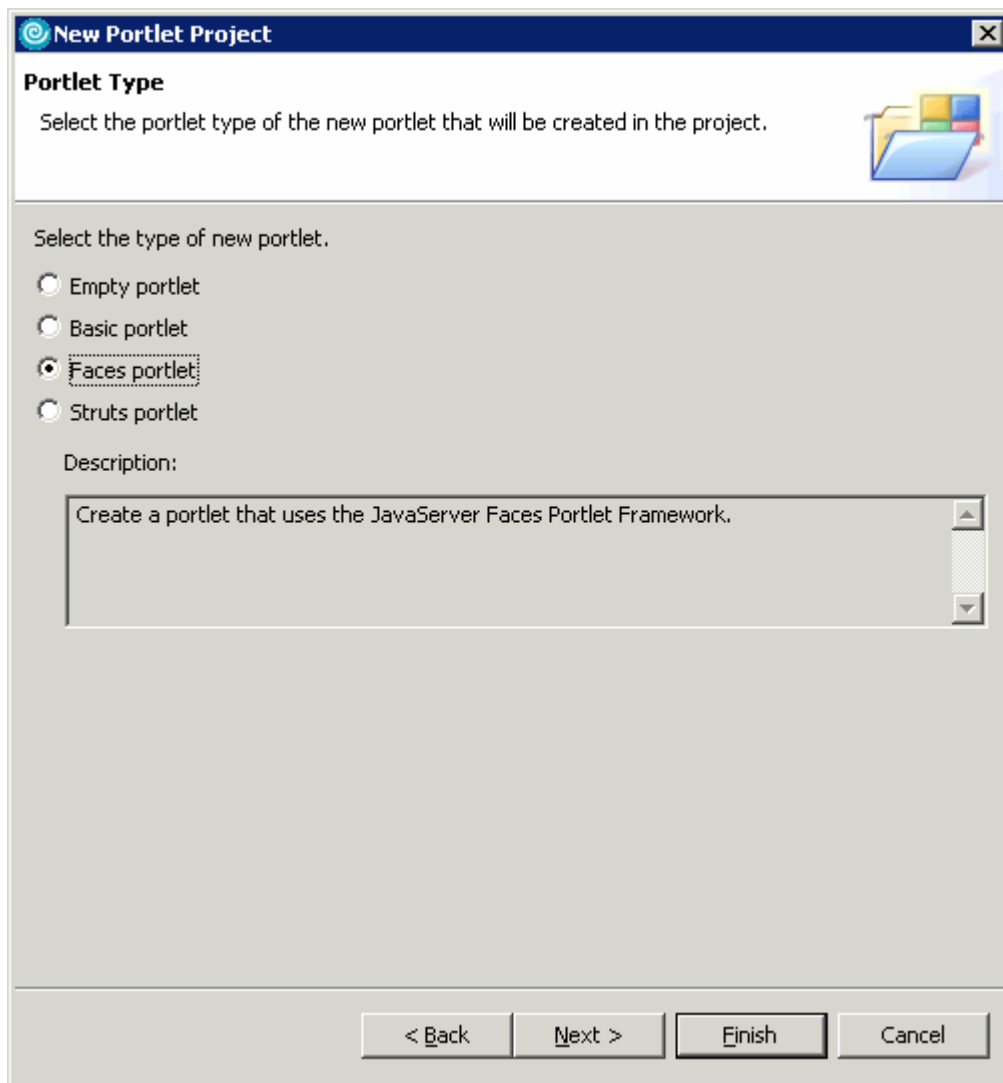 New Portlet Project
Portlet Type
Select the portlet type of the new portlet that will be created in the project.
Select the type of new portlet.
Empty portlet
Basic portlet
Faces portlet
Struts portlet
Description:
Create a portlet that uses the JavaServer Faces Portlet Framework.
< Back
Next >
Finish
Cancel